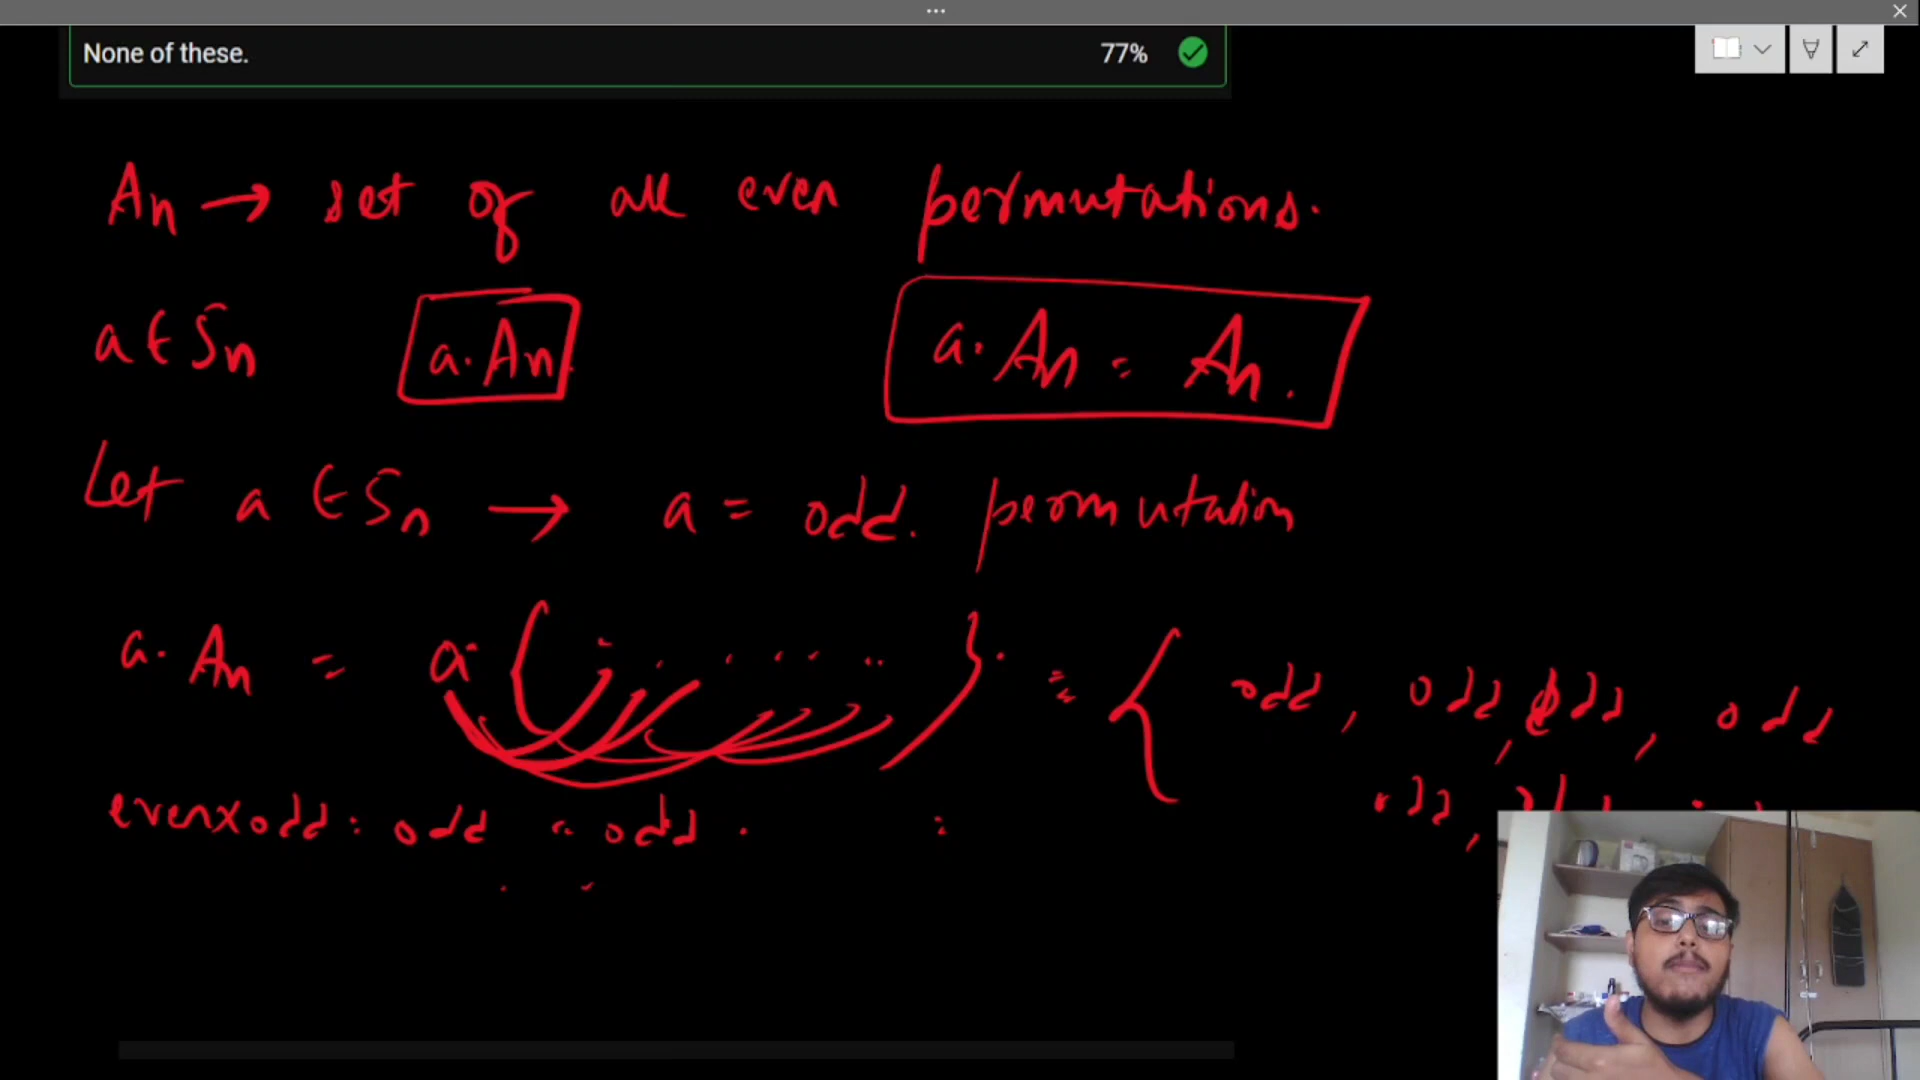 None of these. 77%
An → set of all even permutations.
a ∈ Sn a. An a. An = An.
Let a ∈ Sn → a = odd. permutation
a. An = a { . . . . . . . } . = { odd, odd, odd, odd
even x odd : odd = odd . =
odd,